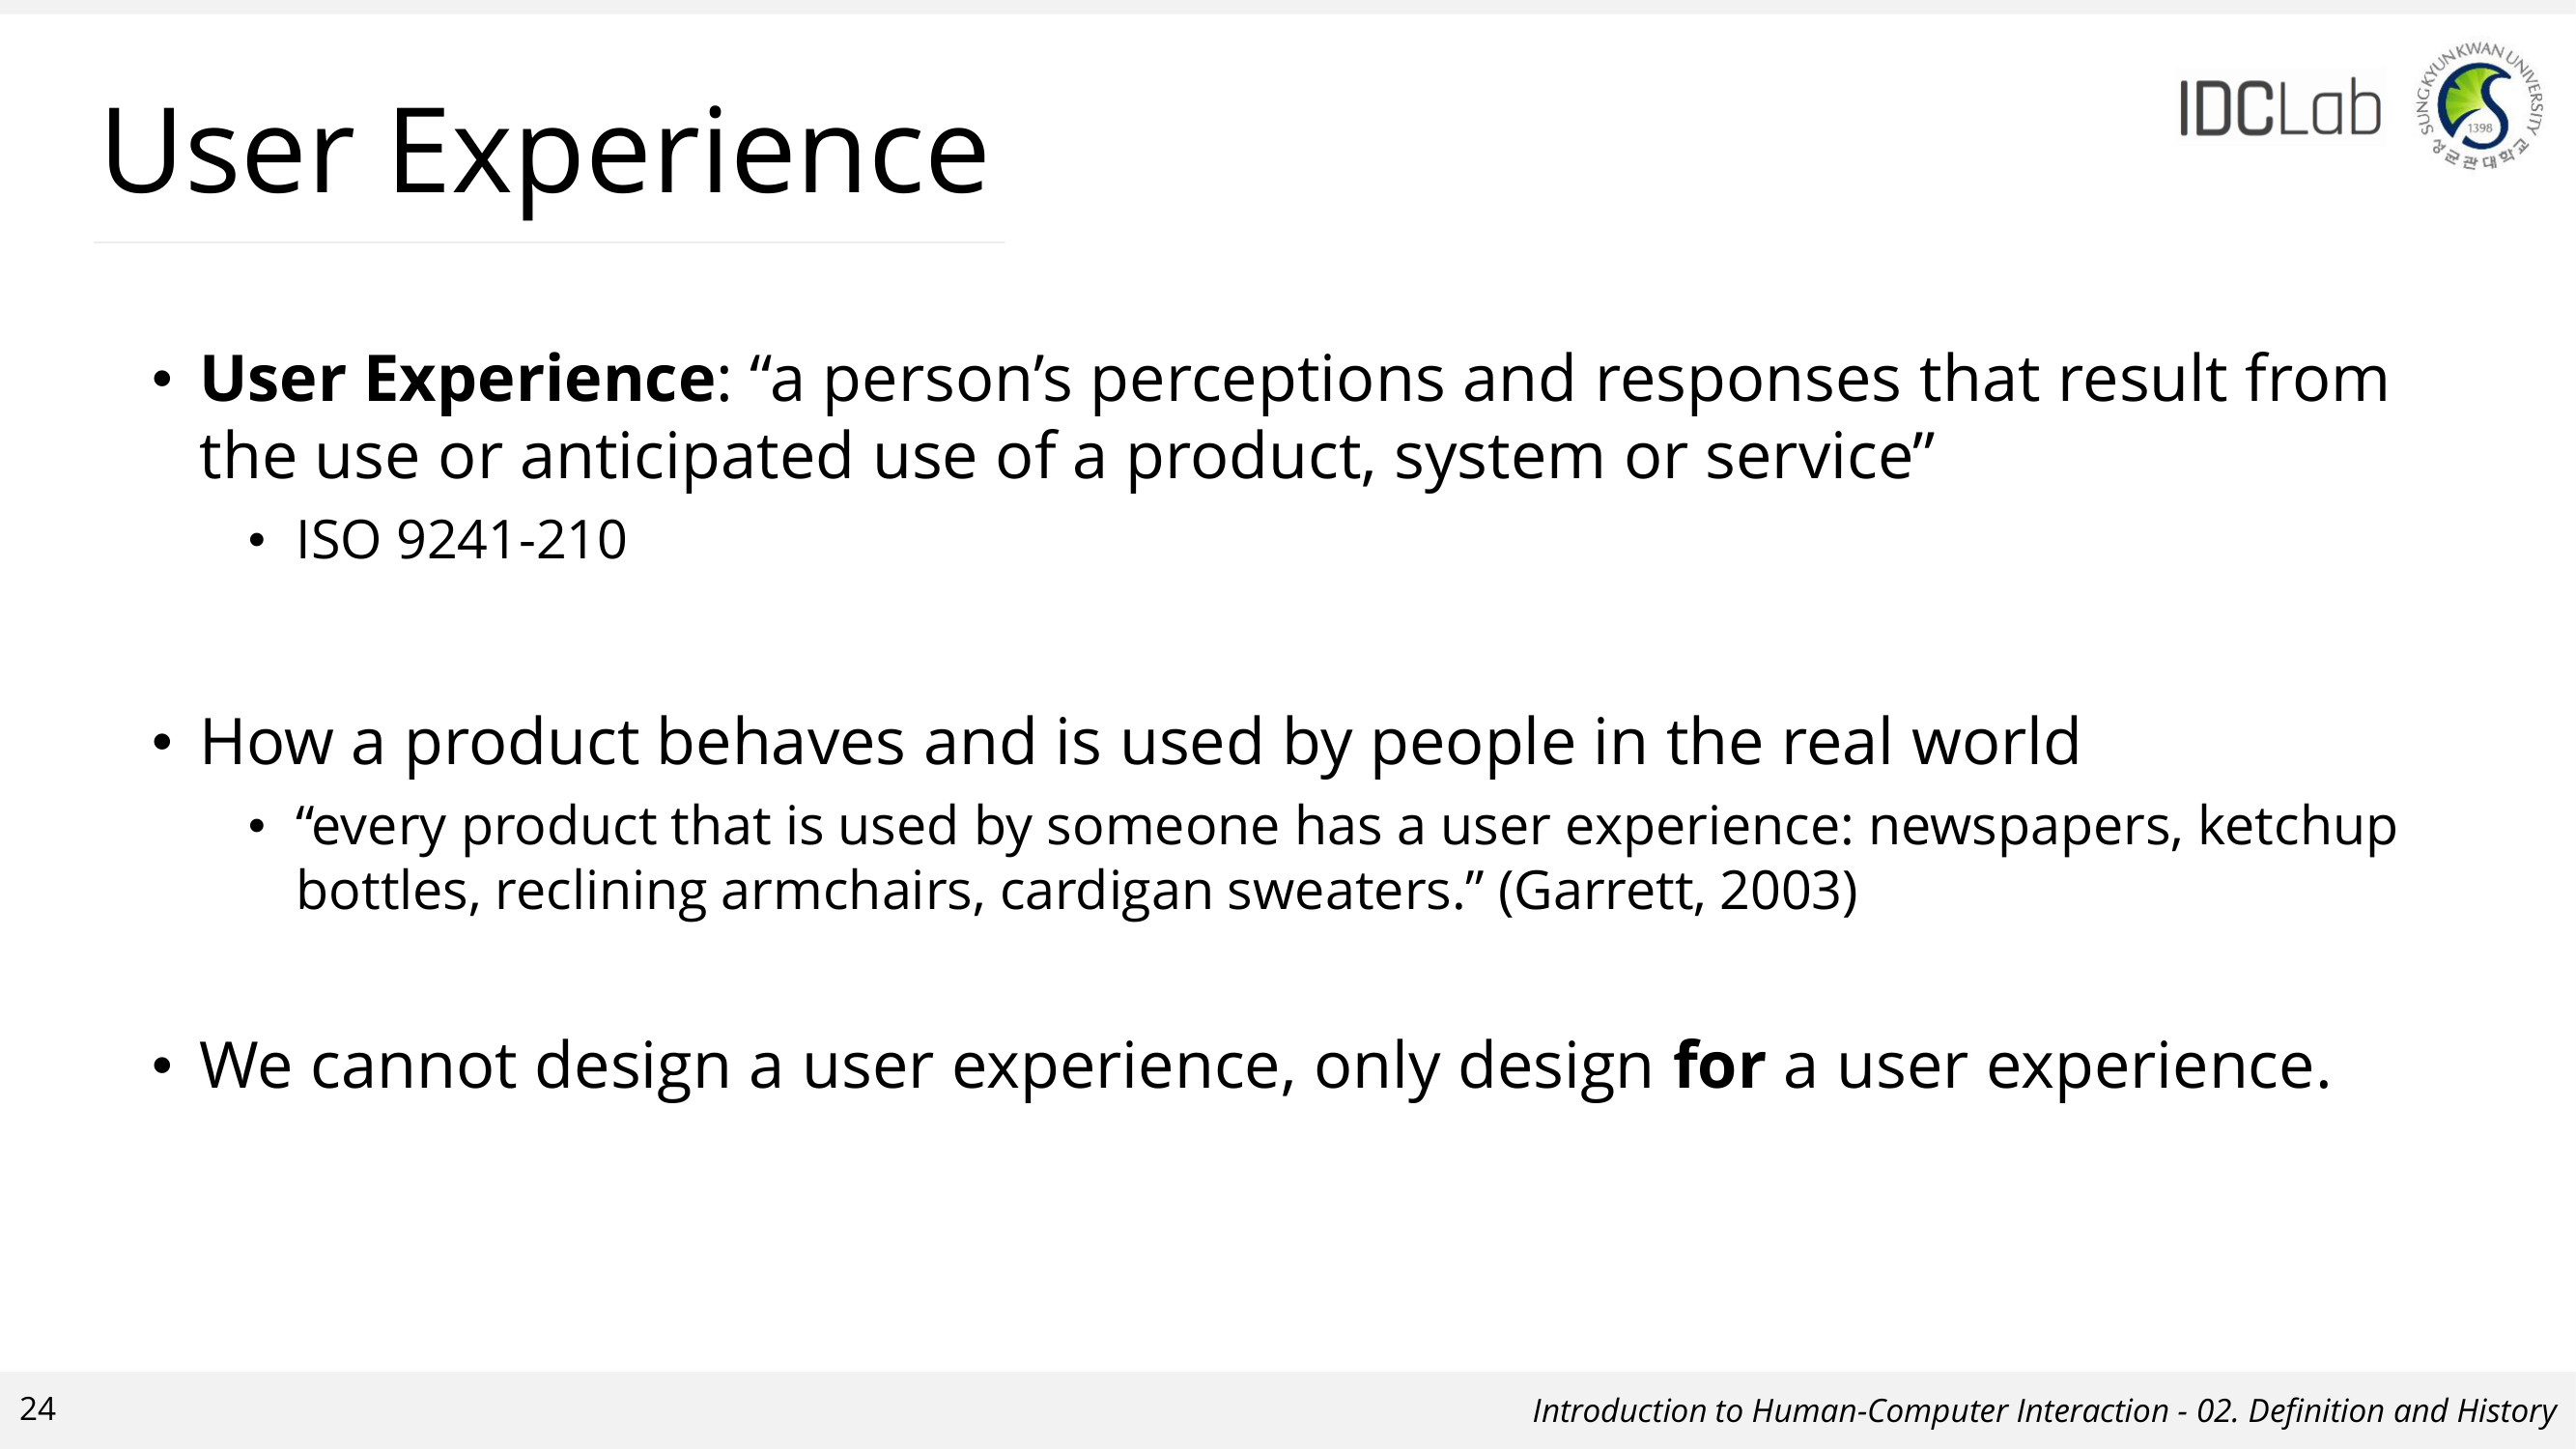 User Experience
IDCLab
SUNGKYUNKWAN UNIVERSITY
1398
성균관대학교
• User Experience: “a person’s perceptions and responses that result from
the use or anticipated use of a product, system or service”
• ISO 9241-210
• How a product behaves and is used by people in the real world
• “every product that is used by someone has a user experience: newspapers, ketchup
bottles, reclining armchairs, cardigan sweaters.” (Garrett, 2003)
• We cannot design a user experience, only design for a user experience.
24
Introduction to Human-Computer Interaction - 02. Definition and History